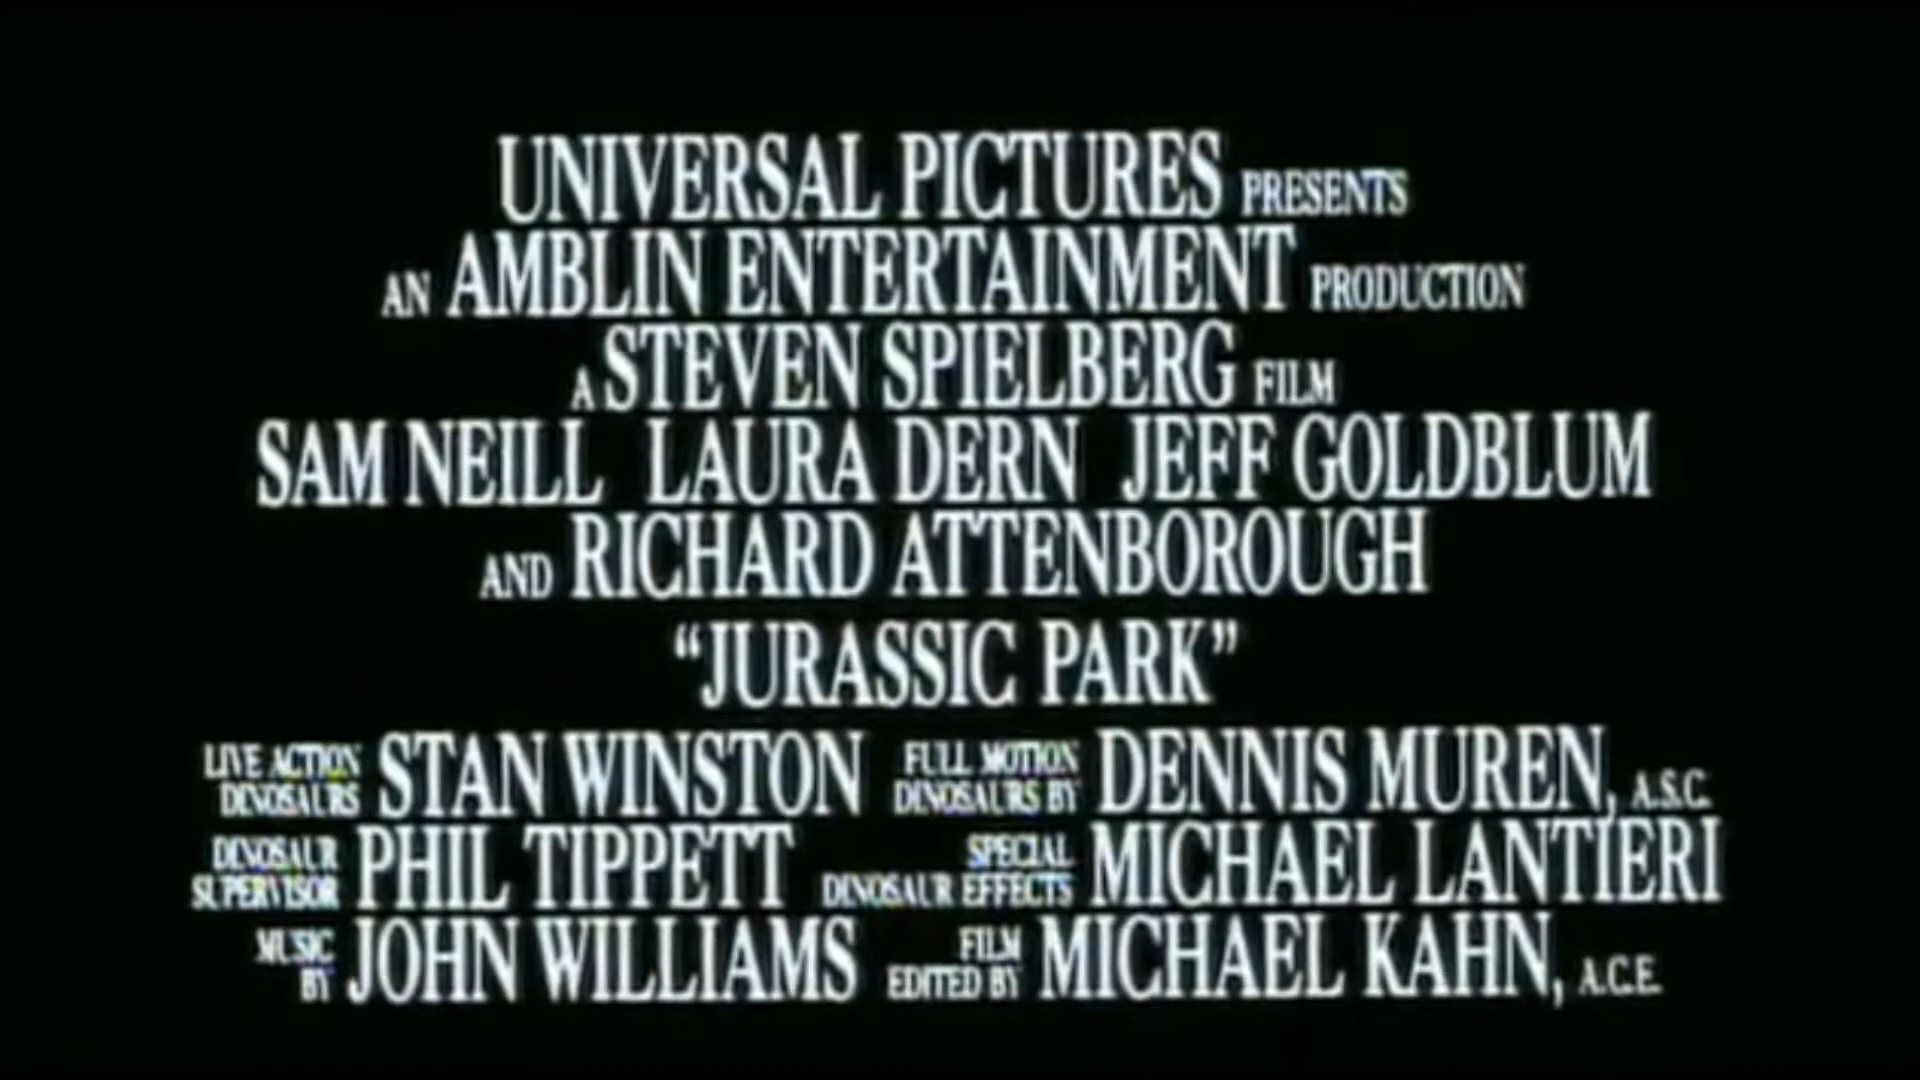 UNIVERSAL PICTURES PRESENTS
AN AMBLIN ENTERTAINMENT PRODUCTION
A STEVEN SPIELBERG FILM
SAM NEILL LAURA DERN JEFF GOLDBLUM
AND RICHARD ATTENBOROUGH
“JURASSIC PARK”
LIVE ACTION DINOSAURS STAN WINSTON FULL MOTION DINOSAURS BY DENNIS MUREN, A.S.C.
DINOSAUR SUPERVISOR PHIL TIPPETT SPECIAL DINOSAUR EFFECTS MICHAEL LANTIERI
MUSIC BY JOHN WILLIAMS FILM EDITED BY MICHAEL KAHN, A.C.E.